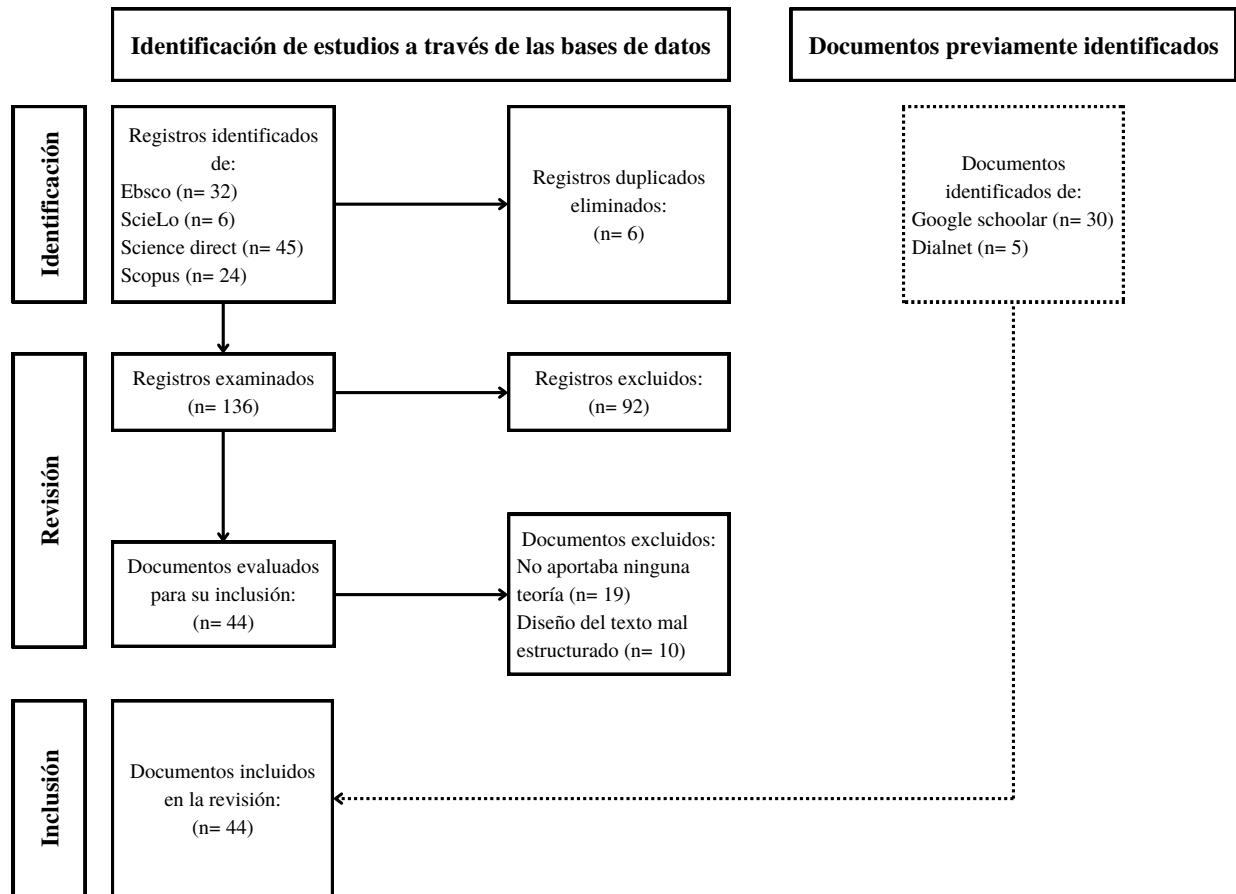 Identificación de estudios a través de las bases de datos
Documentos previamente identificados
Identificación
Registros identificados
de:
Ebsco (n= 32)
ScieLo (n= 6)
Science direct (n= 45)
Scopus (n= 24)
Registros duplicados
eliminados:
(n= 6)
Documentos
identificados de:
Google schoolar (n= 30)
Dialnet (n= 5)
Revisión
Registros examinados
(n= 136)
Registros excluidos:
(n= 92)
Documentos evaluados
para su inclusión:
(n= 44)
Documentos excluidos:
No aportaba ninguna
teoría (n= 19)
Diseño del texto mal
estructurado (n= 10)
Inclusión
Documentos incluidos
en la revisión:
(n= 44)